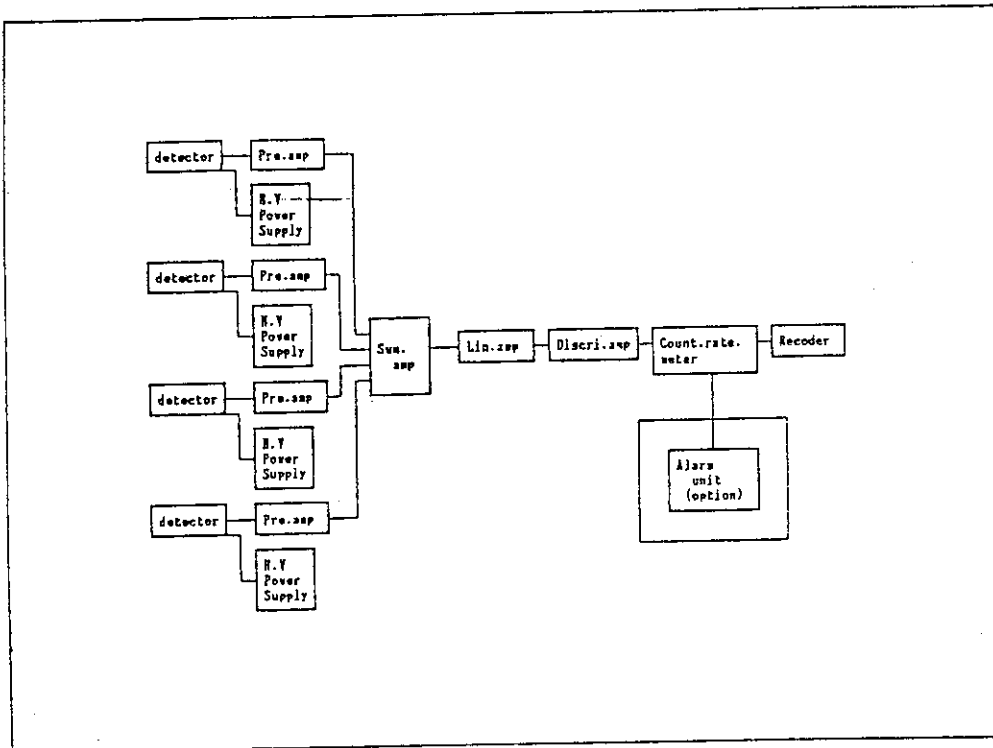 detector
Pre.amp
H.V
Power
Supply
detector
Pre.amp
H.V
Power
Supply
detector
Pre.amp
H.V
Power
Supply
detector
Pre.amp
H.V
Power
Supply
Sum.
amp
Lin.amp
Discri.amp
Count.rate.
meter
Recoder
Alarm
unit
(option)